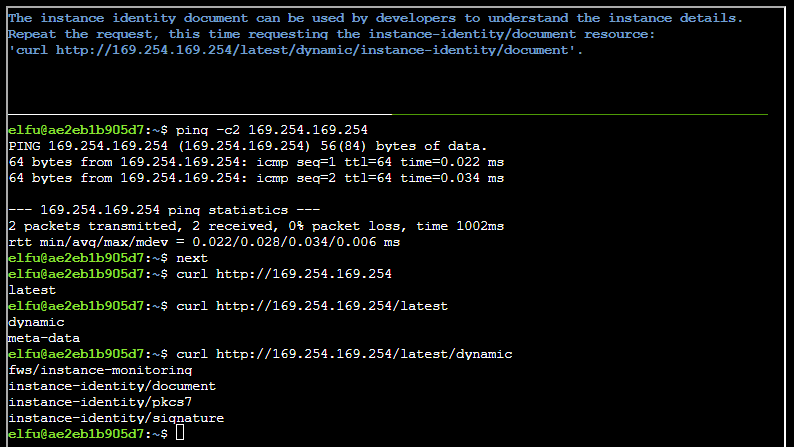 The instance identity document can be used by developers to understand the instance details.
Repeat the request, this time requesting the instance-identity/document resource:
'curl http://169.254.169.254/latest/dynamic/instance-identity/document'.
elfu@ae2eb1b905d7:~$ ping -c2 169.254.169.254
PING 169.254.169.254 (169.254.169.254) 56(84) bytes of data.
64 bytes from 169.254.169.254: icmp_seq=1 ttl=64 time=0.022 ms
64 bytes from 169.254.169.254: icmp_seq=2 ttl=64 time=0.034 ms
--- 169.254.169.254 ping statistics ---
2 packets transmitted, 2 received, 0% packet loss, time 1002ms
rtt min/avg/max/mdev = 0.022/0.028/0.034/0.006 ms
elfu@ae2eb1b905d7:~$ next
elfu@ae2eb1b905d7:~$ curl http://169.254.169.254
latest
elfu@ae2eb1b905d7:~$ curl http://169.254.169.254/latest
dynamic
meta-data
elfu@ae2eb1b905d7:~$ curl http://169.254.169.254/latest/dynamic
fws/instance-monitoring
instance-identity/document
instance-identity/pkcs7
instance-identity/signature
elfu@ae2eb1b905d7:~$